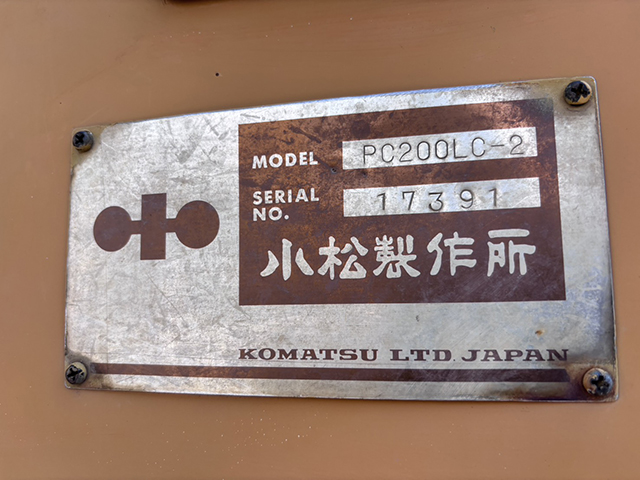 MODEL PC200LC-2
SERIAL NO. 17391
小松製作所
KOMATSU LTD. JAPAN